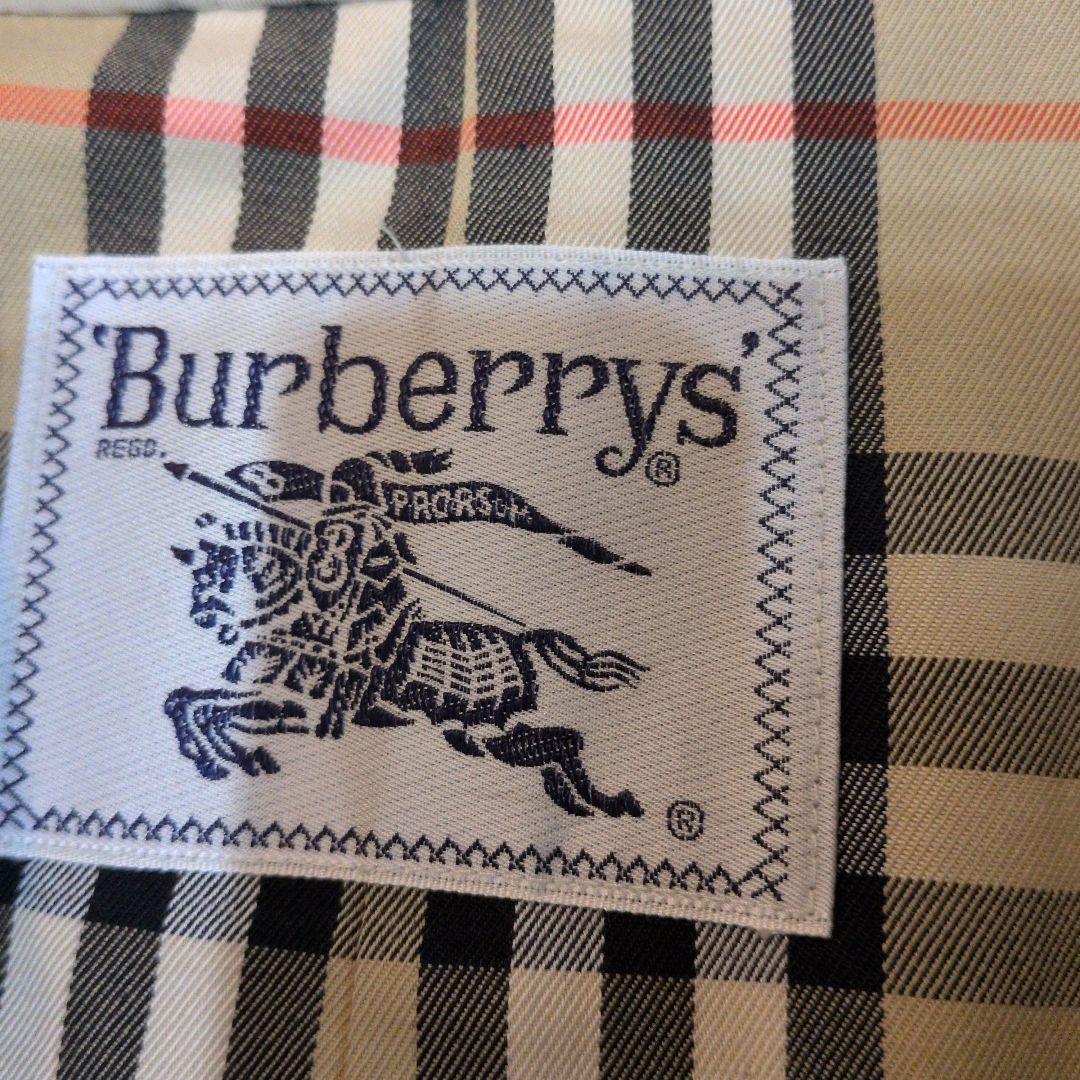 'Burberrys'
®
REGD.
PRORSUM
®